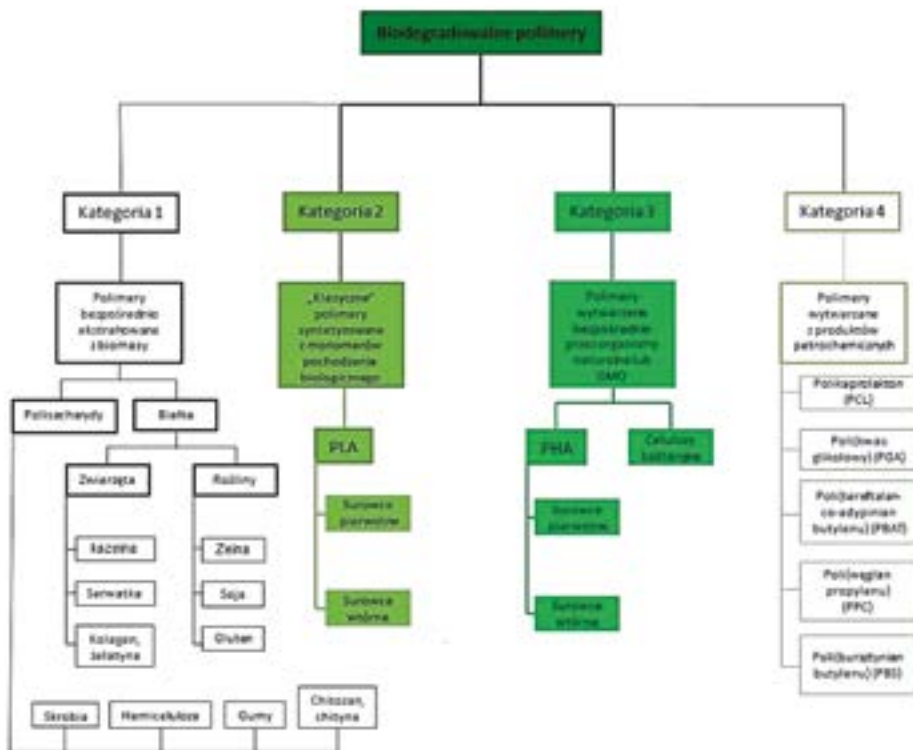 Biodegradowalne polimery
Kategoria 1
Kategoria 2
Kategoria 3
Kategoria 4
Polimery
bezpośrednio
ekstrahowane
z biomasy
„Klasyczne”
polimery
syntetyzowane
z monomerów
pochodzenia
biologicznego
Polimery
wytwarzane
bezpośrednio
przez organizmy
naturalne lub
GMO
Polimery
wytwarzane
z produktów
petrochemicznych
Polisacharydy
Białka
PLA
PHA
Celuloza
bakteryjna
Polikaprolakton
(PCL)
Zwierzęta
Rośliny
Surowce
pierwotne
Surowce
pierwotne
Poli(kwas
glikolowy) (PGA)
Poli(tereftalan-
co-adypinian
butylenu) (PBAT)
Kazeina
Zeina
Serwatka
Soja
Surowce
wtórne
Surowce
wtórne
Poli(węglan
propylenu)
(PPC)
Kolagen,
żelatyna
Gluten
Poli(bursztynian
butylenu) (PBS)
Skrobia
Hemiceluloza
Gumy
Chitozan,
chityna